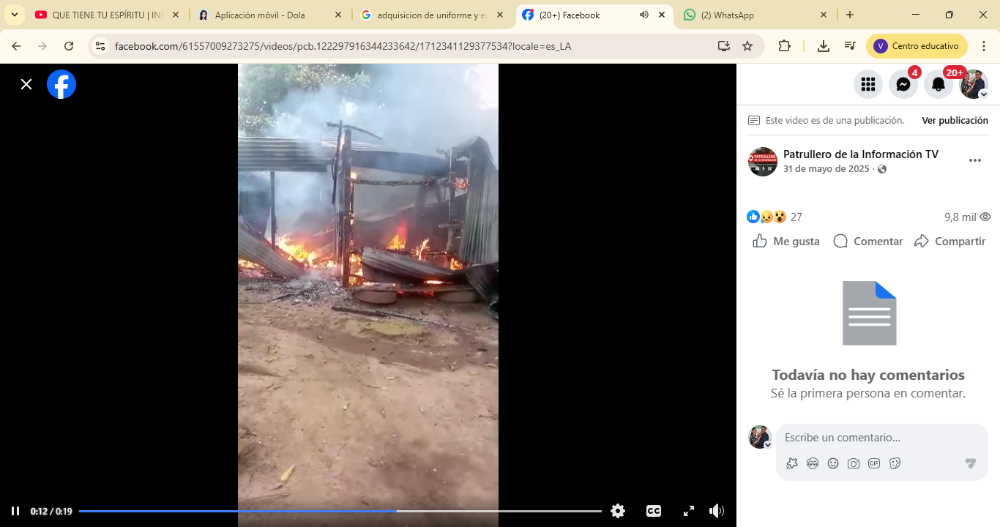 QUE TIENE TU ESPÍRITU | IN
Aplicación móvil - Dola
adquisicion de uniforme y e
(20+) Facebook
(2) WhatsApp
facebook.com/61557009273275/videos/pcb.122297916344233642/1712341129377534?locale=es_LA
V Centro educativo
4
20+
Este video es de una publicación. Ver publicación
PATRULLERO
Patrullero de la Información TV
31 de mayo de 2025 ·
27 9,8 mil
Me gusta Comentar Compartir
Todavía no hay comentarios
Sé la primera persona en comentar.
Escribe un comentario...
GIF
0:12 / 0:19 CC